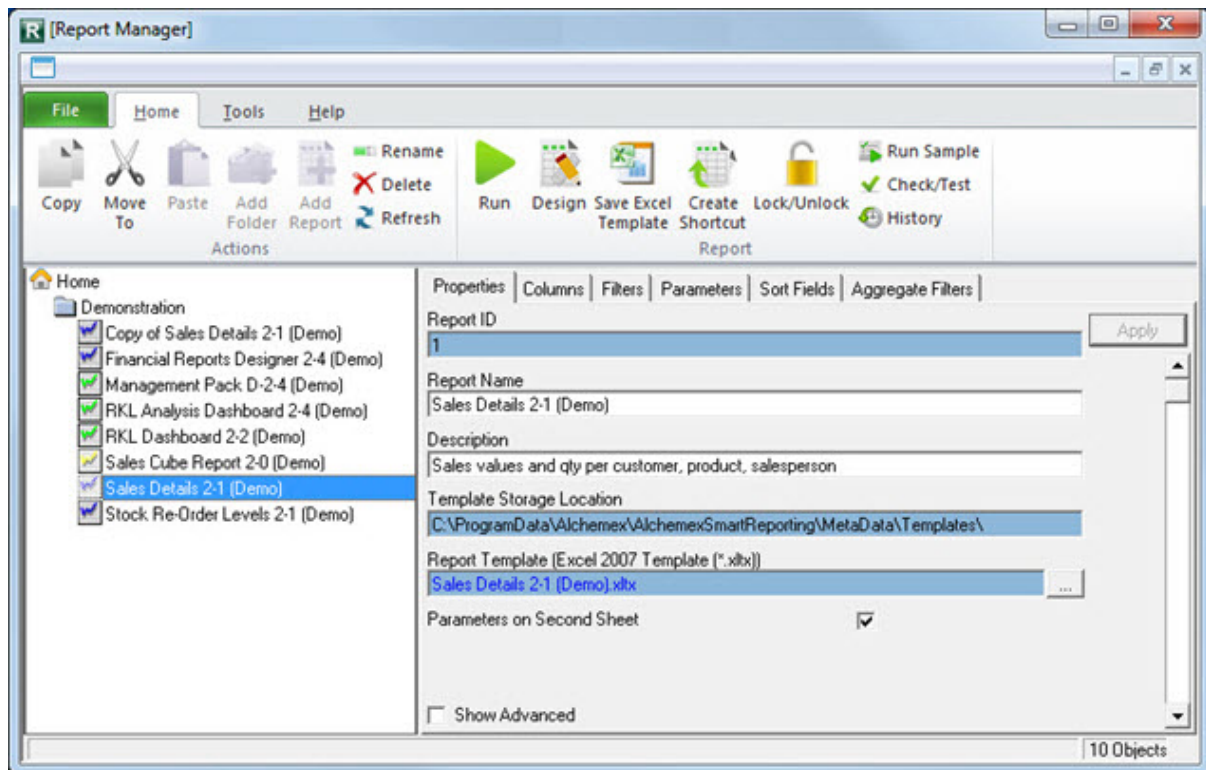 [Report Manager]
File Home Tools Help
Copy
Move To
Paste
Add Folder
Add Report
Rename
Delete
Refresh
Actions
Run
Design
Save Excel Template
Create Shortcut
Lock/Unlock
Run Sample
Check/Test
History
Report
Home
Demonstration
Copy of Sales Details 2-1 (Demo)
Financial Reports Designer 2-4 (Demo)
Management Pack D-2-4 (Demo)
RKL Analysis Dashboard 2-4 (Demo)
RKL Dashboard 2-2 (Demo)
Sales Cube Report 2-0 (Demo)
Sales Details 2-1 (Demo)
Stock Re-Order Levels 2-1 (Demo)
Properties Columns Filters Parameters Sort Fields Aggregate Filters
Report ID
1
Apply
Report Name
Sales Details 2-1 (Demo)
Description
Sales values and qty per customer, product, salesperson
Template Storage Location
C:\ProgramData\Alchemex\AlchemexSmartReporting\MetaData\Templates\
Report Template (Excel 2007 Template (*.xltx))
Sales Details 2-1 (Demo).xltx
...
Parameters on Second Sheet
Show Advanced
10 Objects